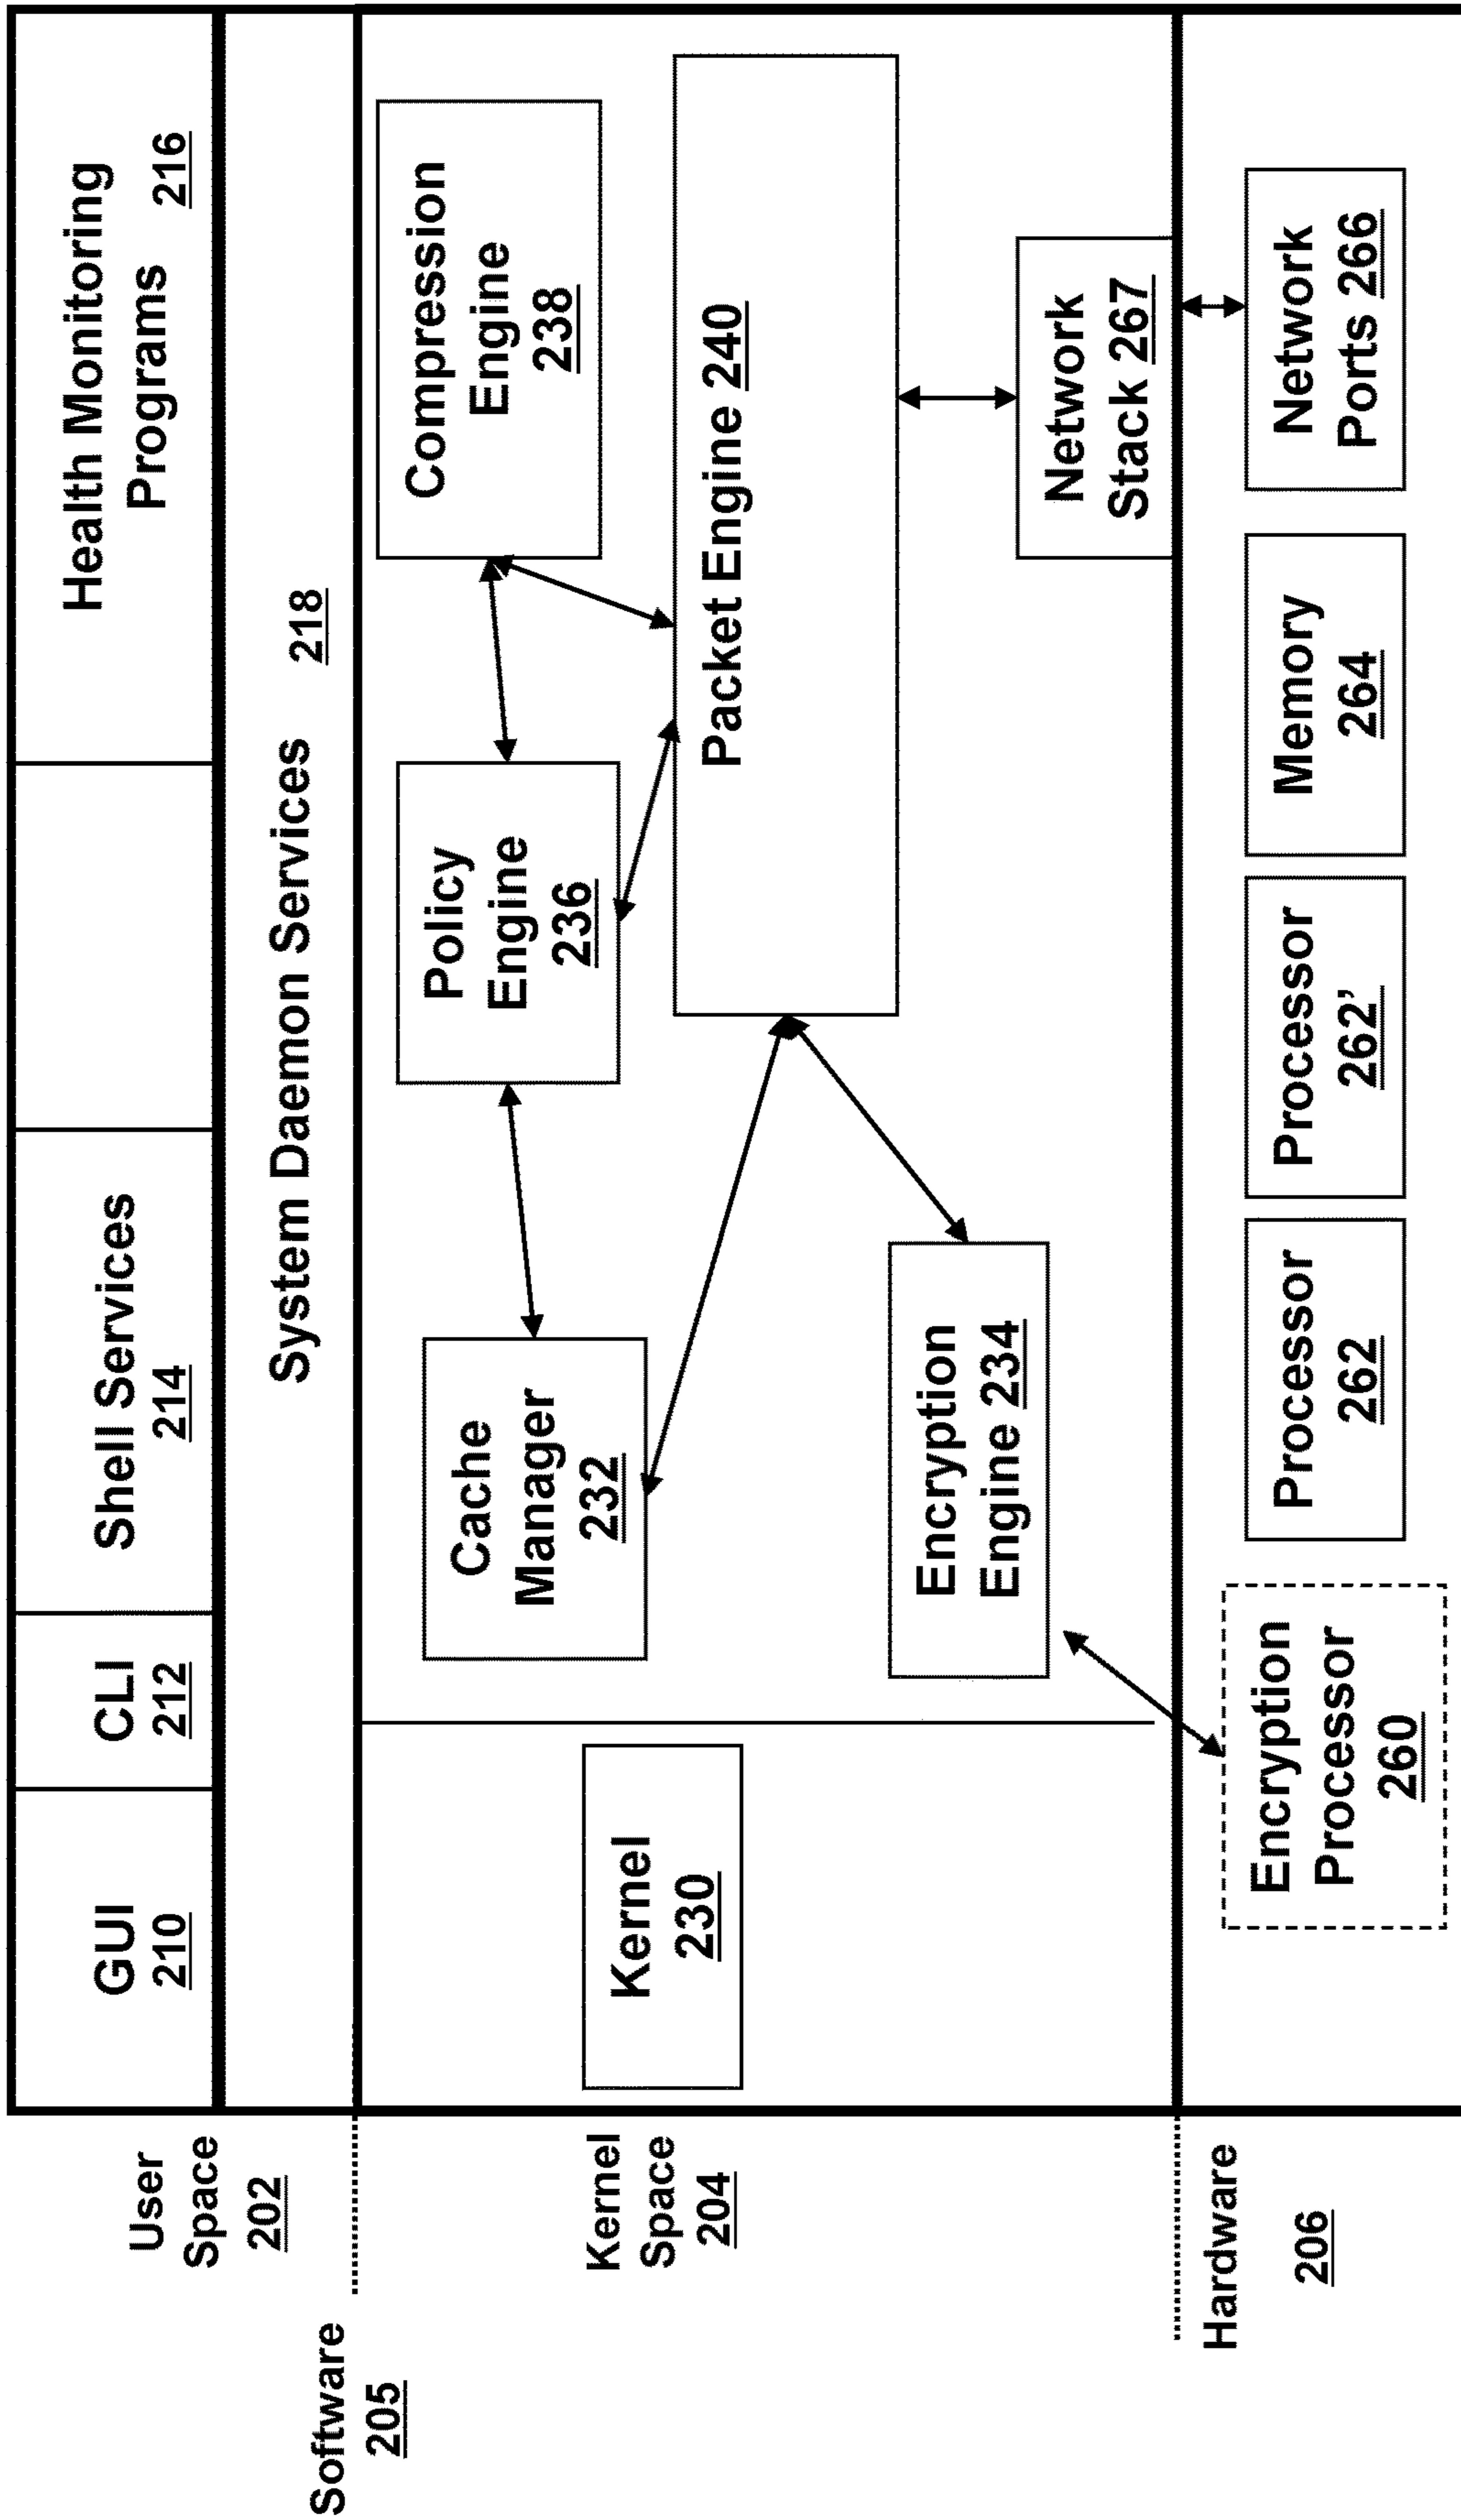 GUI
210
CLI
212
Shell Services
214
Health Monitoring
Programs
216
System Daemon Services
218
User
Space
202
Software
205
Kernel
Space
204
Kernel
230
Cache
Manager
232
Policy
Engine
236
Compression
Engine
238
Packet Engine 240
Encryption
Engine 234
Network
Stack 267
Hardware
206
Encryption
Processor
260
Processor
262
Processor
262’
Memory
264
Network
Ports 266